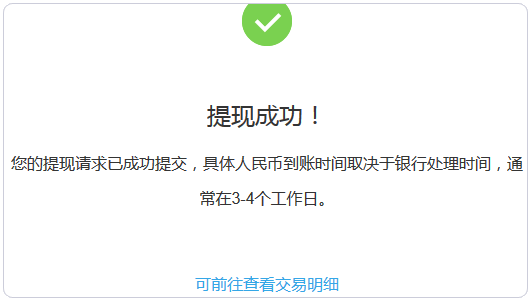 提现成功！
您的提现请求已成功提交，具体人民币到账时间取决于银行处理时间，通
常在3-4个工作日。
可前往查看交易明细